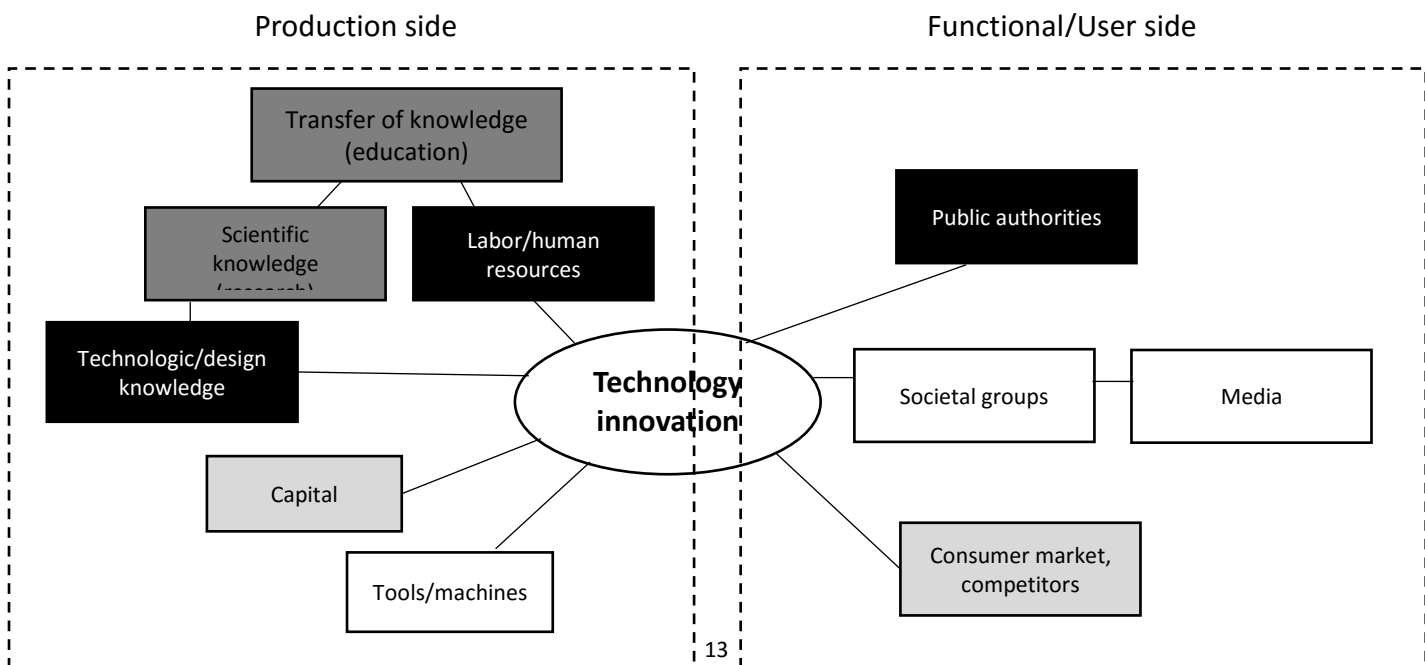 Production side
Functional/User side
Transfer of knowledge
(education)
Scientific
knowledge
Labor/human
resources
Technologic/design
knowledge
Capital
Tools/machines
Technology
innovation
Public authorities
Societal groups
Media
Consumer market,
competitors
13